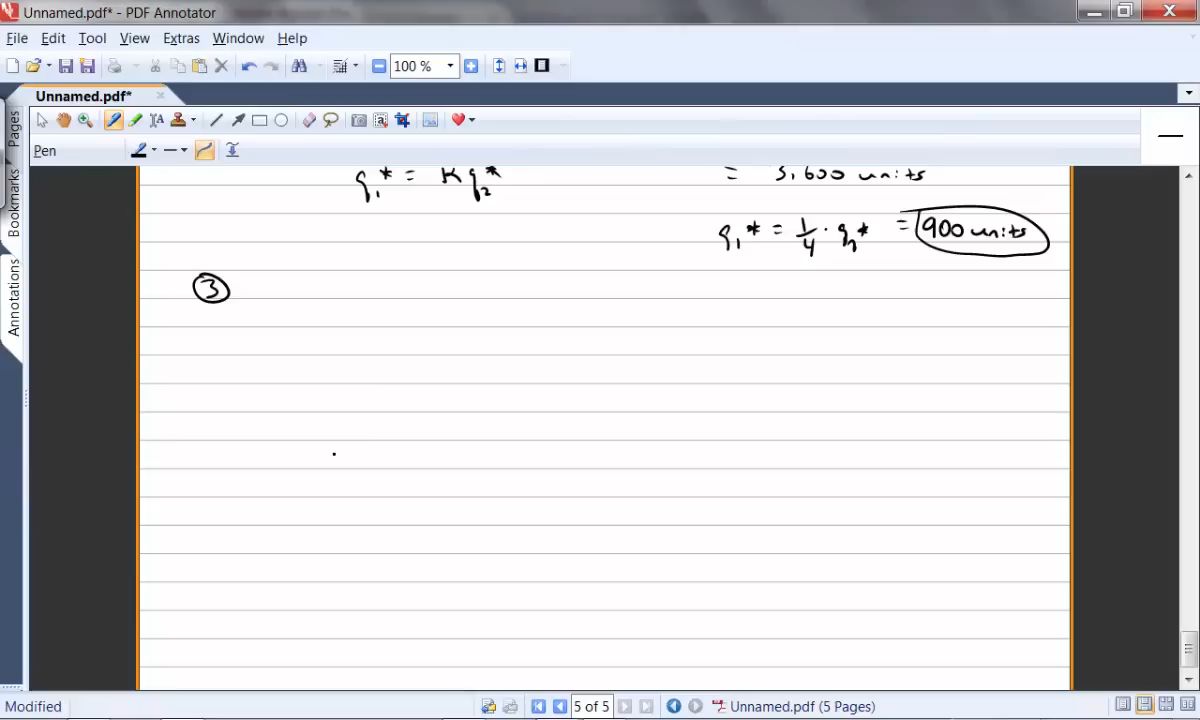 Unnamed.pdf* - PDF Annotator
File Edit Tool View Extras Window Help
100 %
Unnamed.pdf*
Pen
Pages
Bookmarks
Annotations
q₁* = K q₂*
= 3,600 units
q₁* = 1/4 · q₂* = 900 units
3
Modified
5 of 5
Unnamed.pdf (5 Pages)